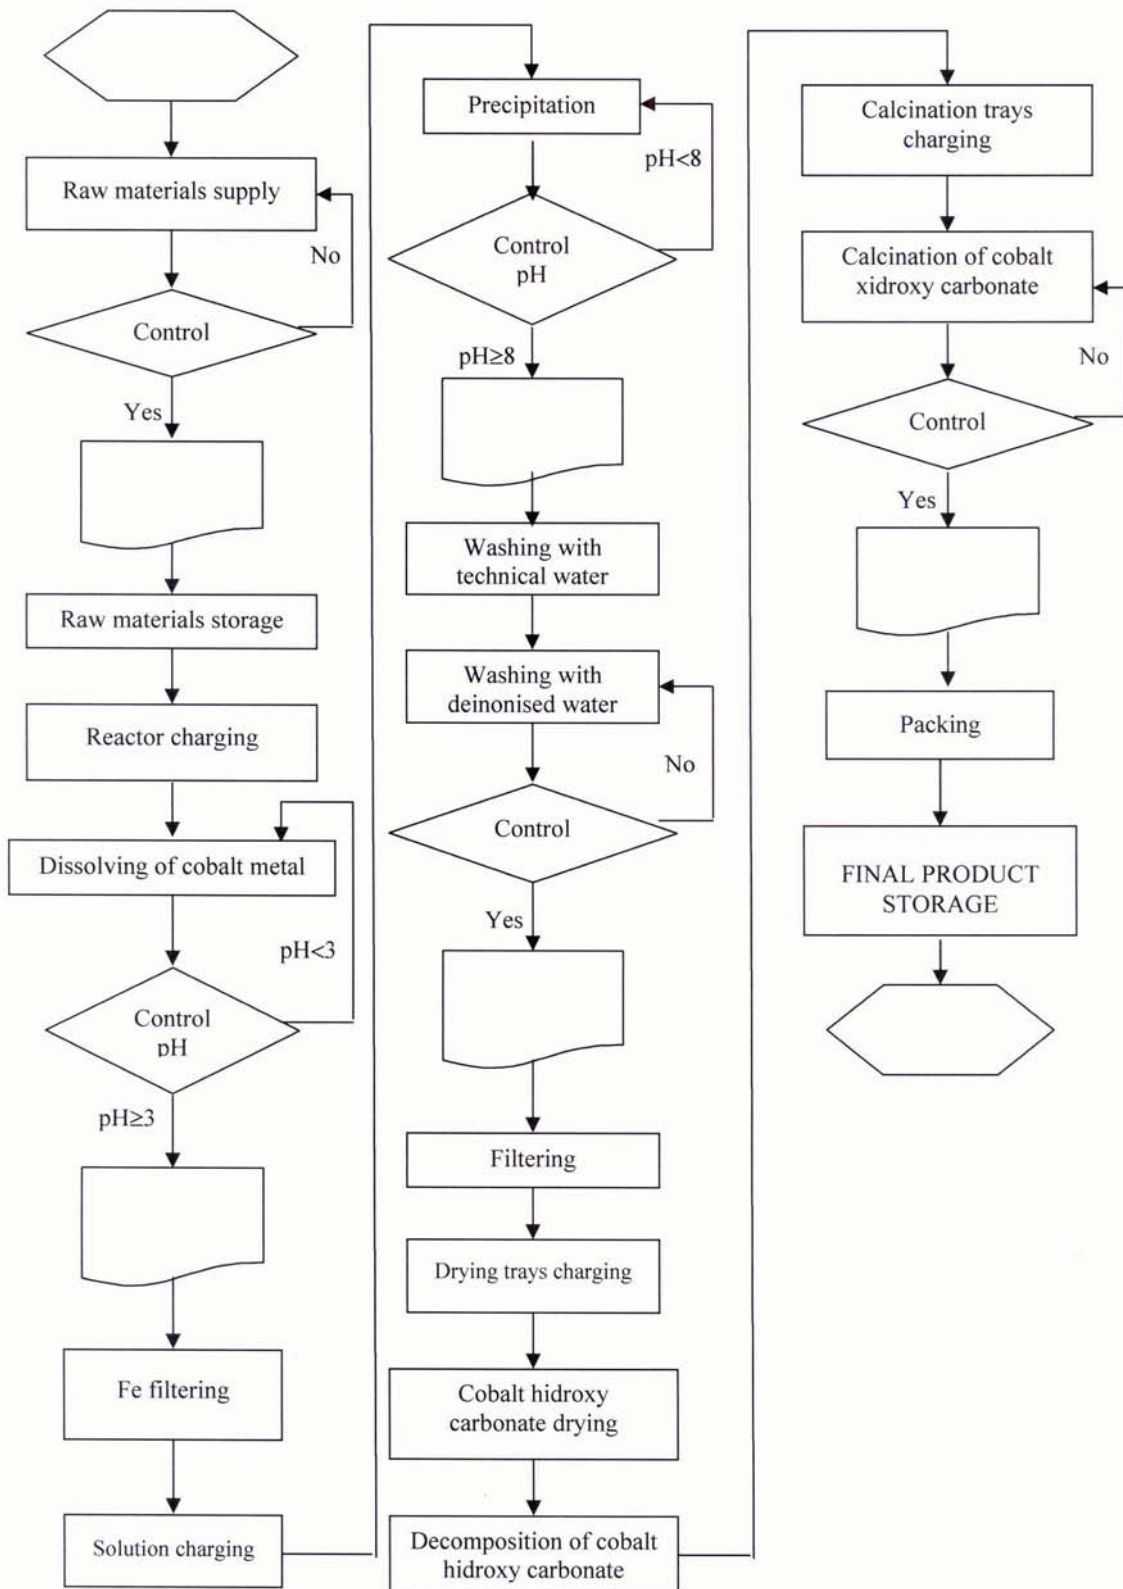 Raw materials supply
No
Control
Yes
Raw materials storage
Reactor charging
Dissolving of cobalt metal
pH<3
Control
pH
pH≥3
Fe filtering
Solution charging
Precipitation
pH<8
Control
pH
pH≥8
Washing with
technical water
Washing with
deinonised water
No
Control
Yes
Filtering
Drying trays charging
Cobalt hidroxy
carbonate drying
Decomposition of cobalt
hidroxy carbonate
Calcination trays
charging
Calcination of cobalt
xidroxy carbonate
No
Control
Yes
Packing
FINAL PRODUCT
STORAGE